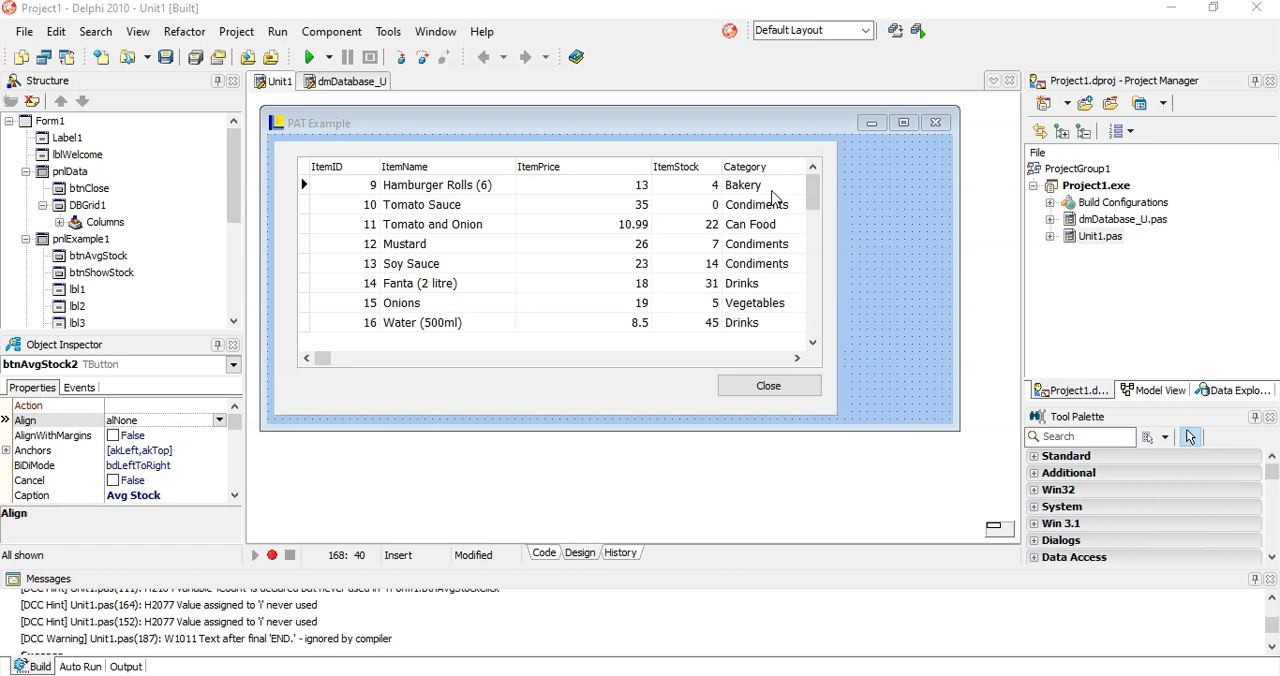 Project1 - Delphi 2010 - Unit1 [Built]
File Edit Search View Refactor Project Run Component Tools Window Help
Default Layout
Structure
Form1
Label1
lblWelcome
pnlData
btnClose
DBGrid1
Columns
pnlExample1
btnAvgStock
btnShowStock
lbl1
lbl2
lbl3
Object Inspector
btnAvgStock2 TButton
Properties Events
Action
Align alNone
AlignWithMargins False
Anchors [akLeft,akTop]
BiDiMode bdLeftToRight
Cancel False
Caption Avg Stock
Align
All shown
Unit1 dmDatabase_U
PAT Example
ItemID ItemName ItemPrice ItemStock Category
9 Hamburger Rolls (6) 13 4 Bakery
10 Tomato Sauce 35 0 Condiments
11 Tomato and Onion 10.99 22 Can Food
12 Mustard 26 7 Condiments
13 Soy Sauce 23 14 Condiments
14 Fanta (2 litre) 18 31 Drinks
15 Onions 19 5 Vegetables
16 Water (500ml) 8.5 45 Drinks
Close
168: 40 Insert Modified Code Design History
Project1.dproj - Project Manager
File
ProjectGroup1
Project1.exe
Build Configurations
dmDatabase_U.pas
Unit1.pas
Project1.d... Model View Data Explo...
Tool Palette
Search
Standard
Additional
Win32
System
Win 3.1
Dialogs
Data Access
Messages
[DCC Hint] Unit1.pas(164): H2077 Value assigned to 'i' never used
[DCC Hint] Unit1.pas(152): H2077 Value assigned to 'i' never used
[DCC Warning] Unit1.pas(187): W1011 Text after final 'END.' - ignored by compiler
Build Auto Run Output